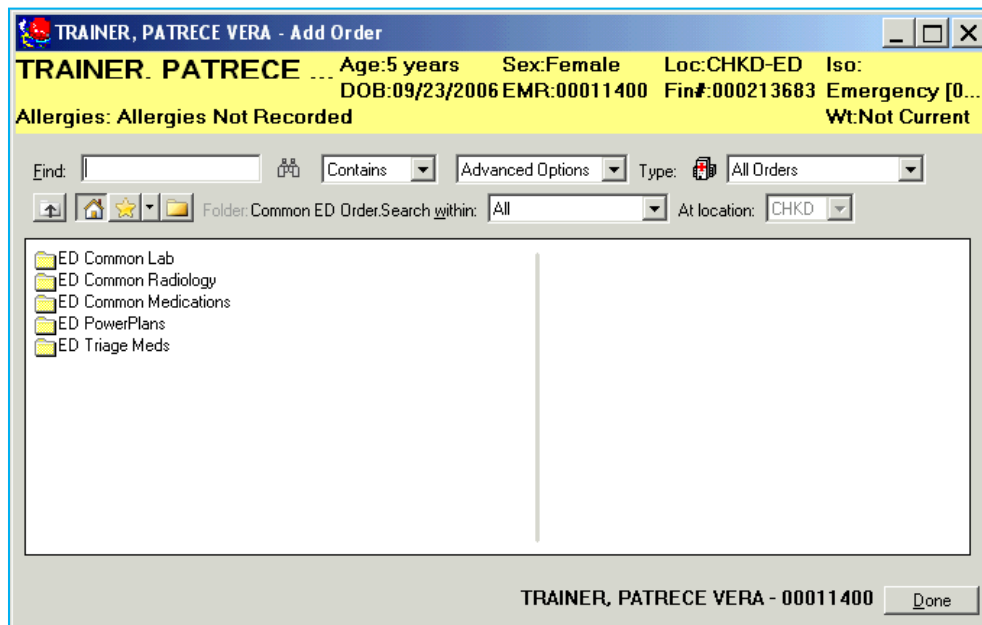 TRAINER, PATRECE VERA - Add Order
TRAINER. PATRECE ... Age:5 years Sex:Female Loc:CHKD-ED Iso:
DOB:09/23/2006 EMR:00011400 Fin#:000213683 Emergency [0...
Allergies: Allergies Not Recorded Wt:Not Current
Find: Contains Advanced Options Type: All Orders
Folder: Common ED Order. Search within: All At location: CHKD
ED Common Lab
ED Common Radiology
ED Common Medications
ED PowerPlans
ED Triage Meds
TRAINER, PATRECE VERA - 00011400 Done